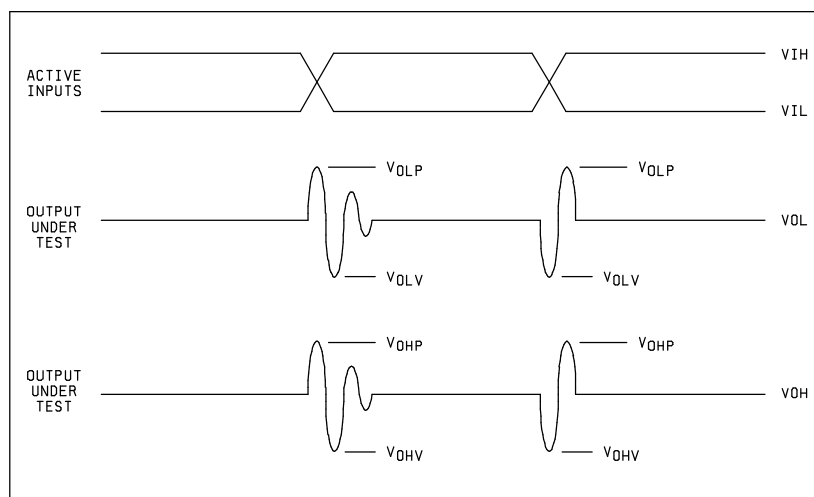 VIH
ACTIVE
INPUTS
VIL
VOLP
VOLP
OUTPUT
UNDER
TEST
VOL
VOLV
VOLV
VOHP
VOHP
OUTPUT
UNDER
TEST
VOH
VOHV
VOHV